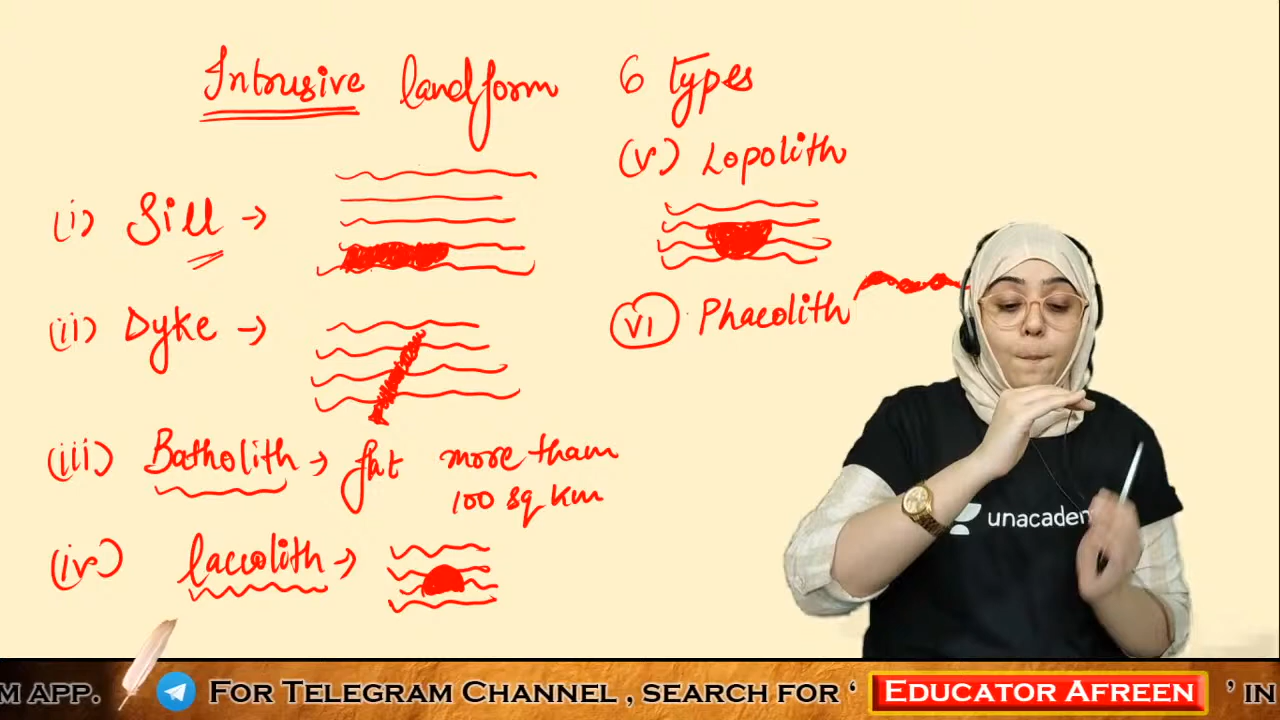 Intrusive landform 6 types
(i) Sill →
(ii) Dyke →
(iii) Batholith → more than
100 sq km
(iv) laccolith →
(v) Lopolith
(vi) Phacolith
unacadem
M APP.
FOR TELEGRAM CHANNEL , SEARCH FOR ‘ EDUCATOR AFREEN ’ IN